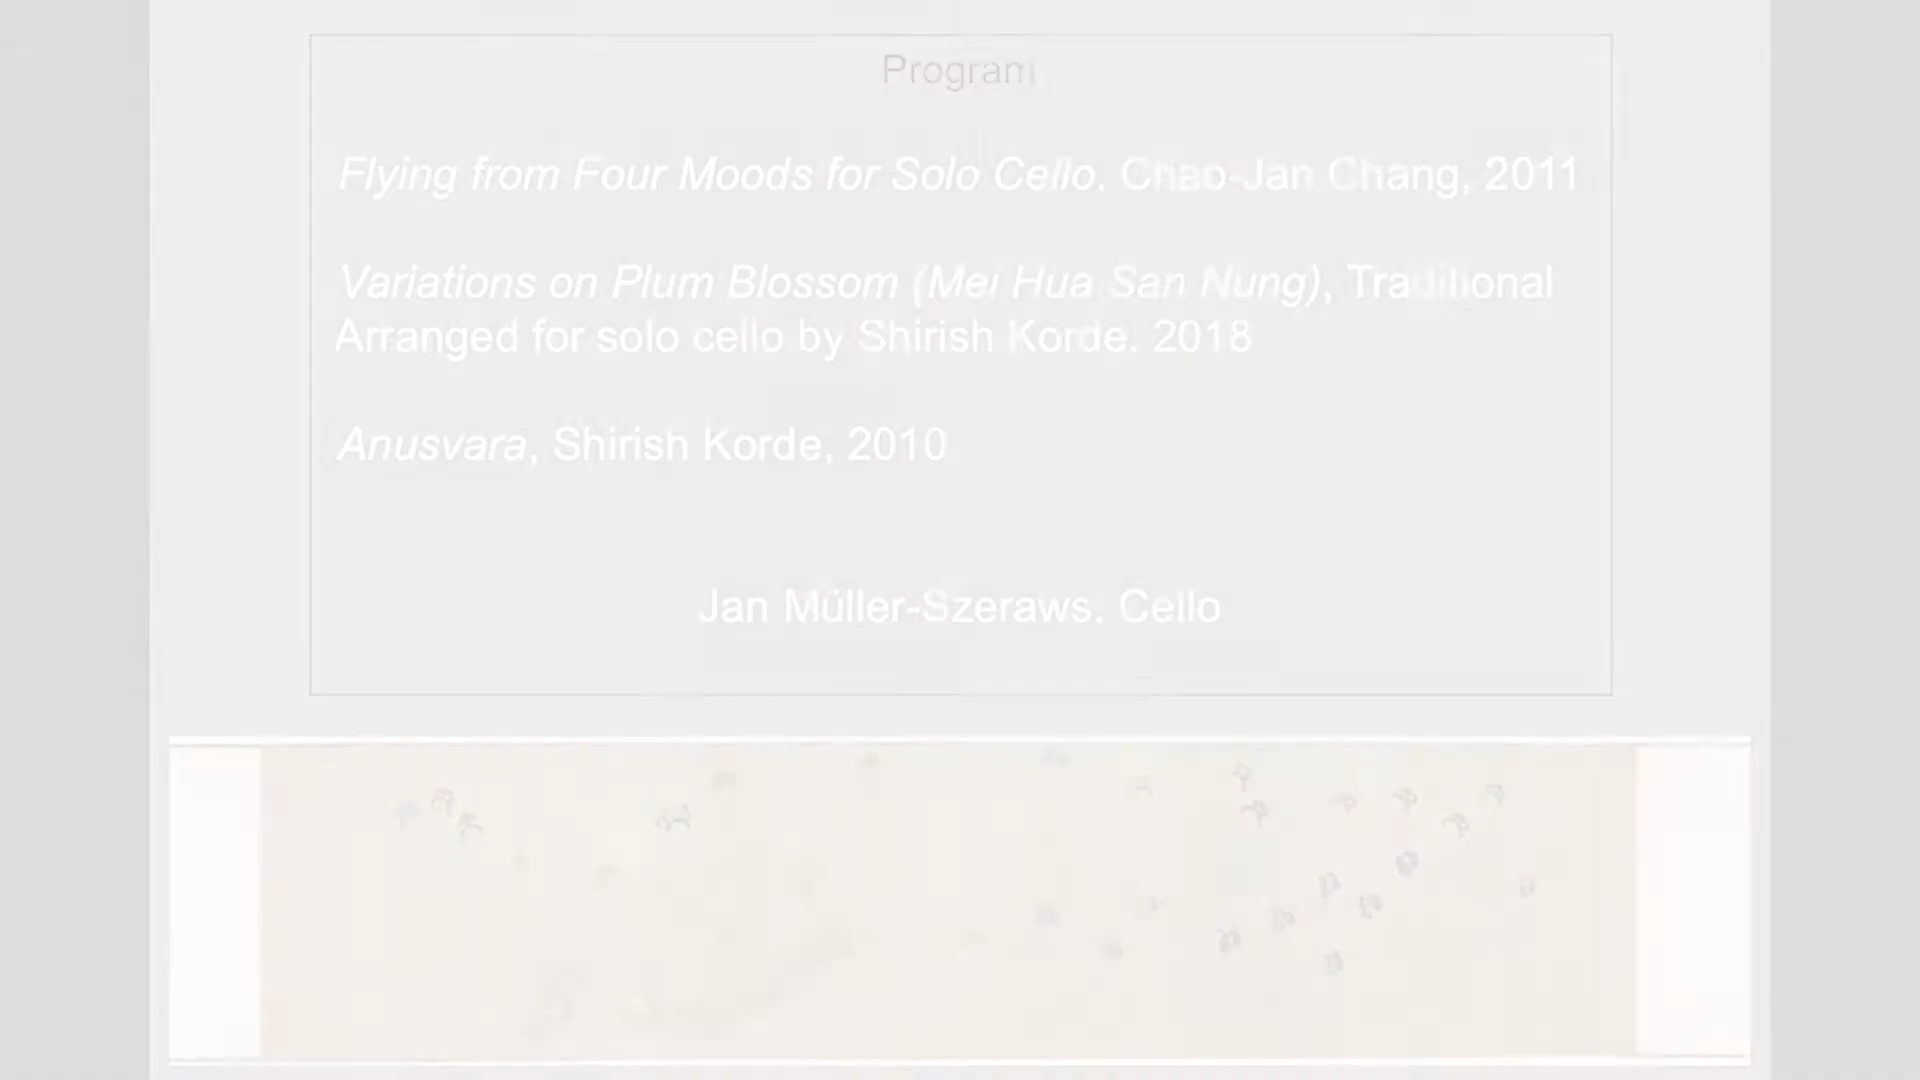 Program
Flying from Four Moods for Solo Cello, Chao-Jan Chang, 2011
Variations on Plum Blossom (Mei Hua San Nung), Traditional
Arranged for solo cello by Shirish Korde, 2018
Anusvara, Shirish Korde, 2010
Jan Müller-Szeraws, Cello